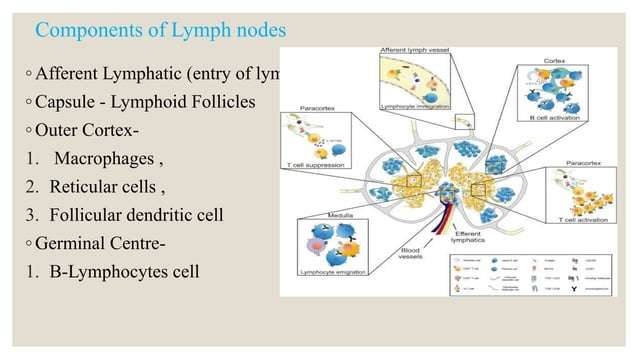 Components of Lymph nodes
Afferent Lymphatic (entry of lym
Capsule - Lymphoid Follicles
Outer Cortex-
1. Macrophages ,
2. Reticular cells ,
3. Follicular dendritic cell
Germinal Centre-
1. B-Lymphocytes cell
Afferent lymph vessel
Lymphocyte immigration
Cortex
B cell activation
Paracortex
T cell suppression
Paracortex
T cell activation
Medulla
Lymphocyte emigration
Blood
vessels
Efferent
lymphatics